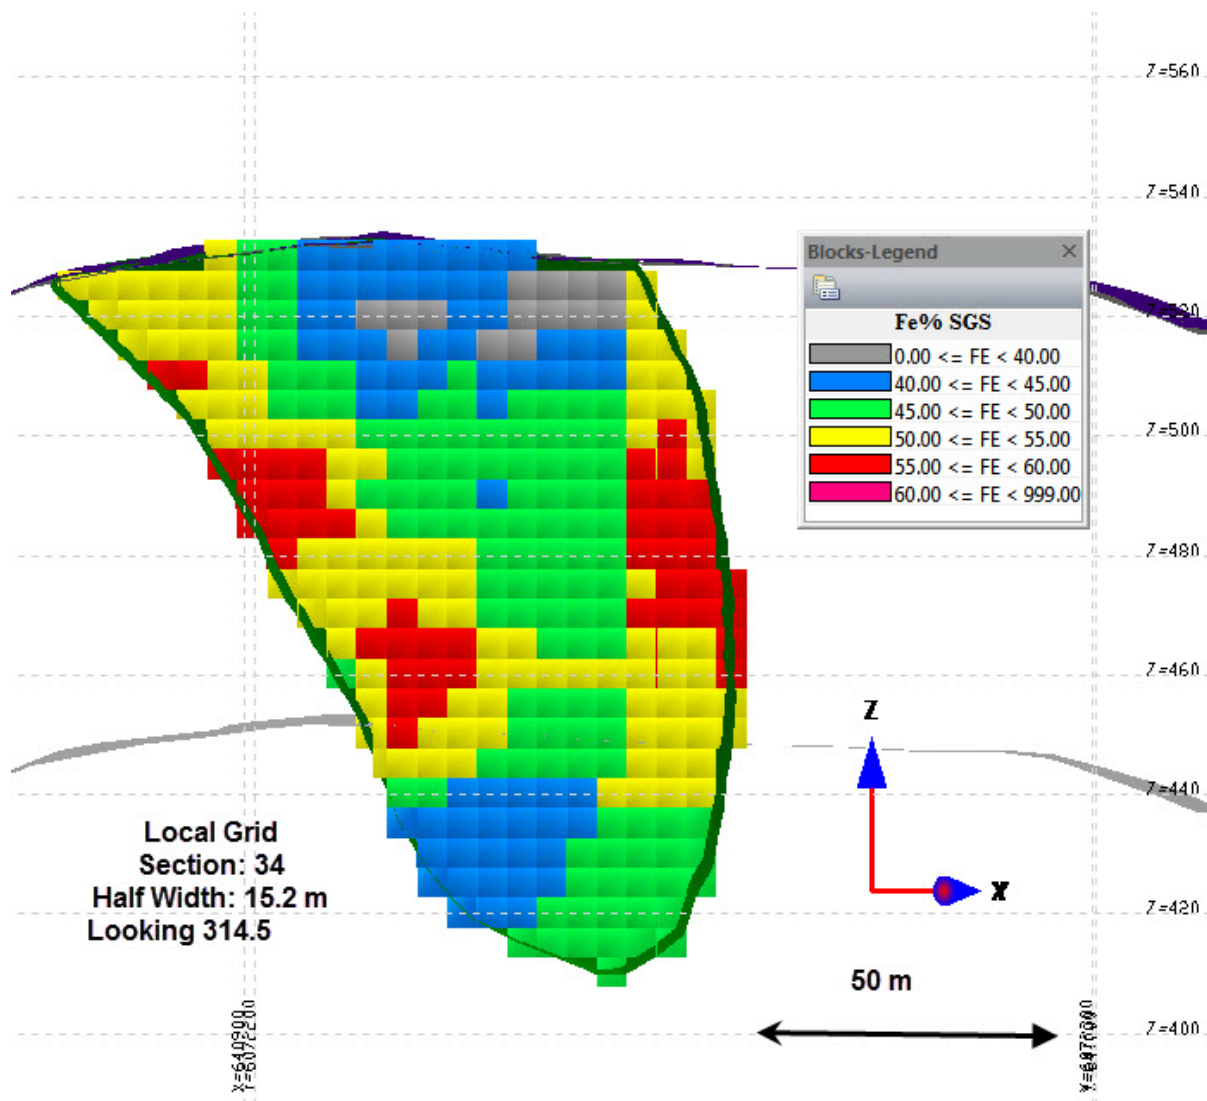 Z=560
Z=540
Blocks-Legend
Fe% SGS
0.00 <= FE < 40.00
40.00 <= FE < 45.00
45.00 <= FE < 50.00
50.00 <= FE < 55.00
55.00 <= FE < 60.00
60.00 <= FE < 999.00
Z=500
Z=480
Z=460
Z
Z=440
Local Grid
Section: 34
Half Width: 15.2 m
Looking 314.5
X
Z=420
50 m
Z=400